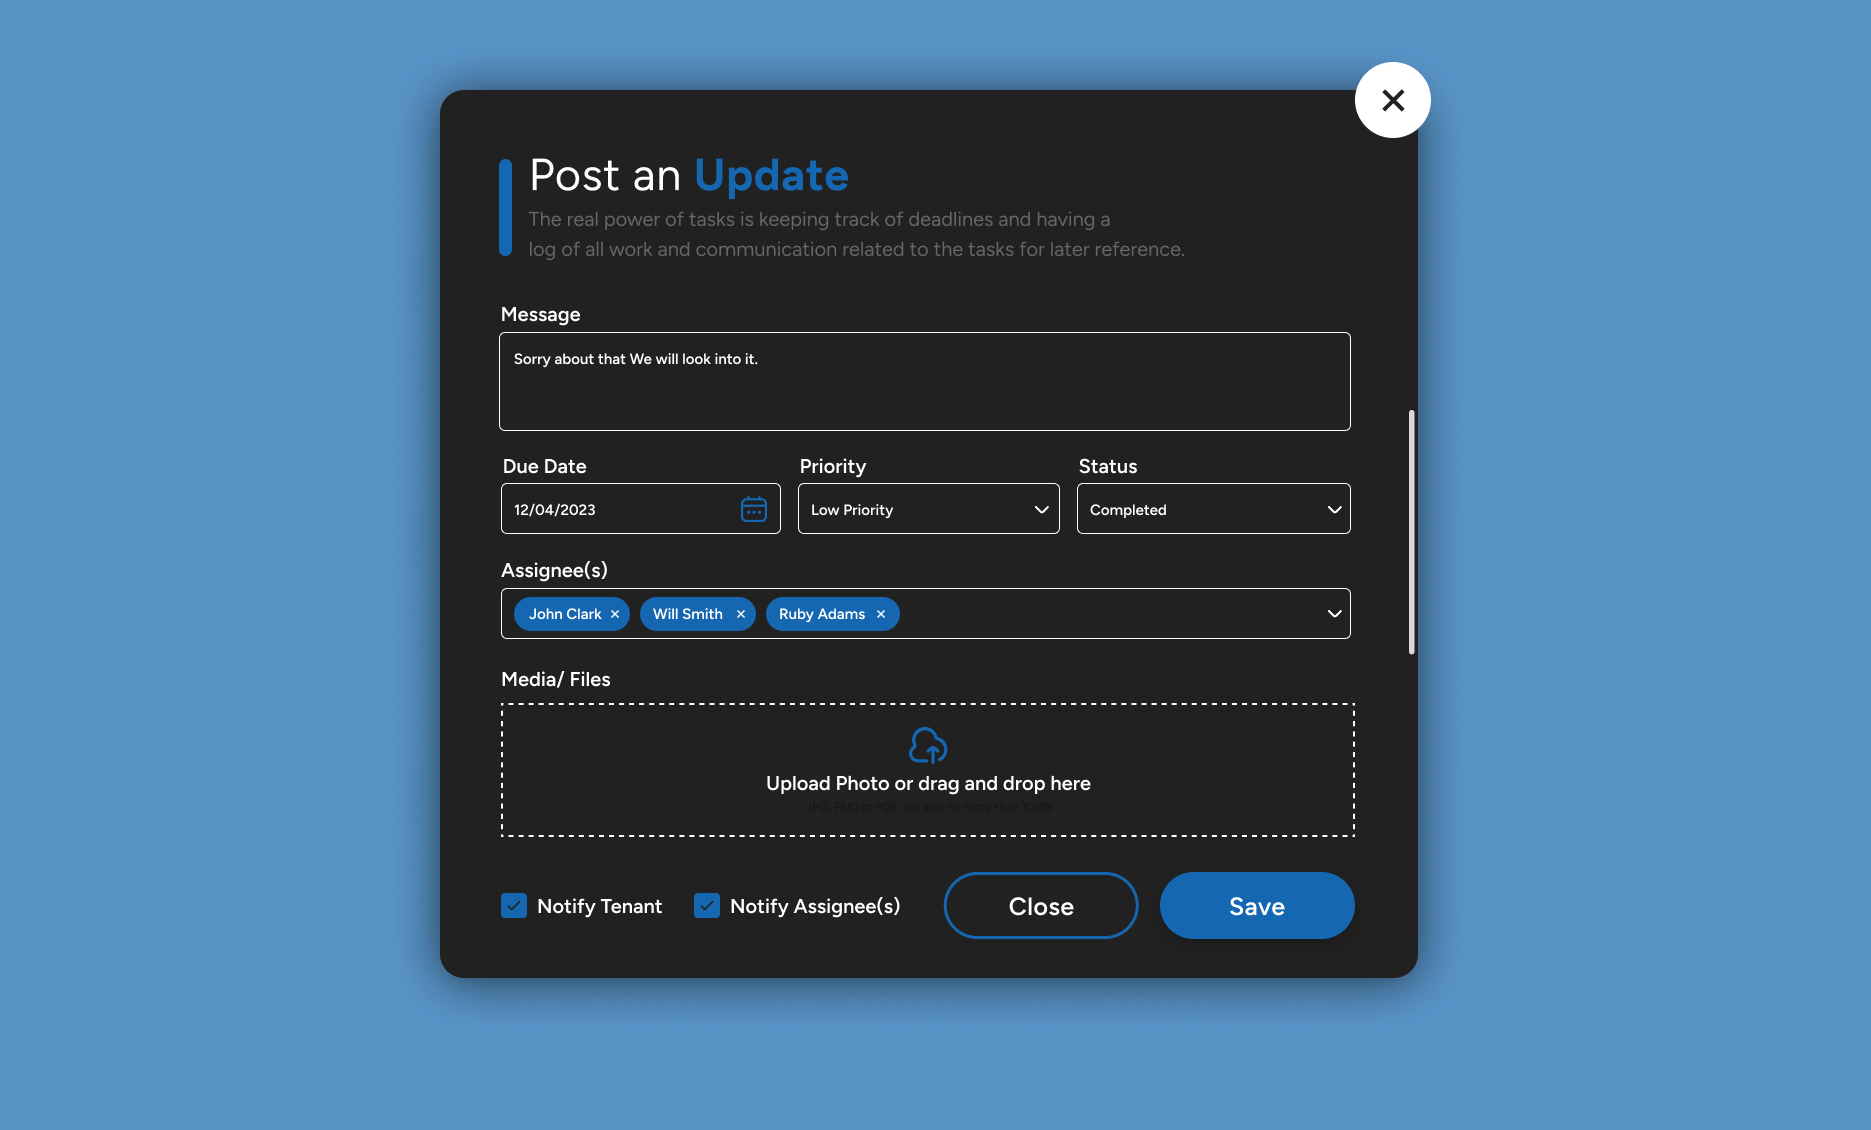 Post an Update
The real power of tasks is keeping track of deadlines and having a
log of all work and communication related to the tasks for later reference.
Message
Sorry about that We will look into it.
Due Date
Priority
Status
12/04/2023
Low Priority
Completed
Assignee(s)
John Clark
Will Smith
Ruby Adams
Media/ Files
Upload Photo or drag and drop here
JPG, PNG or PDF, file size no more than 10MB
Notify Tenant
Notify Assignee(s)
Close
Save